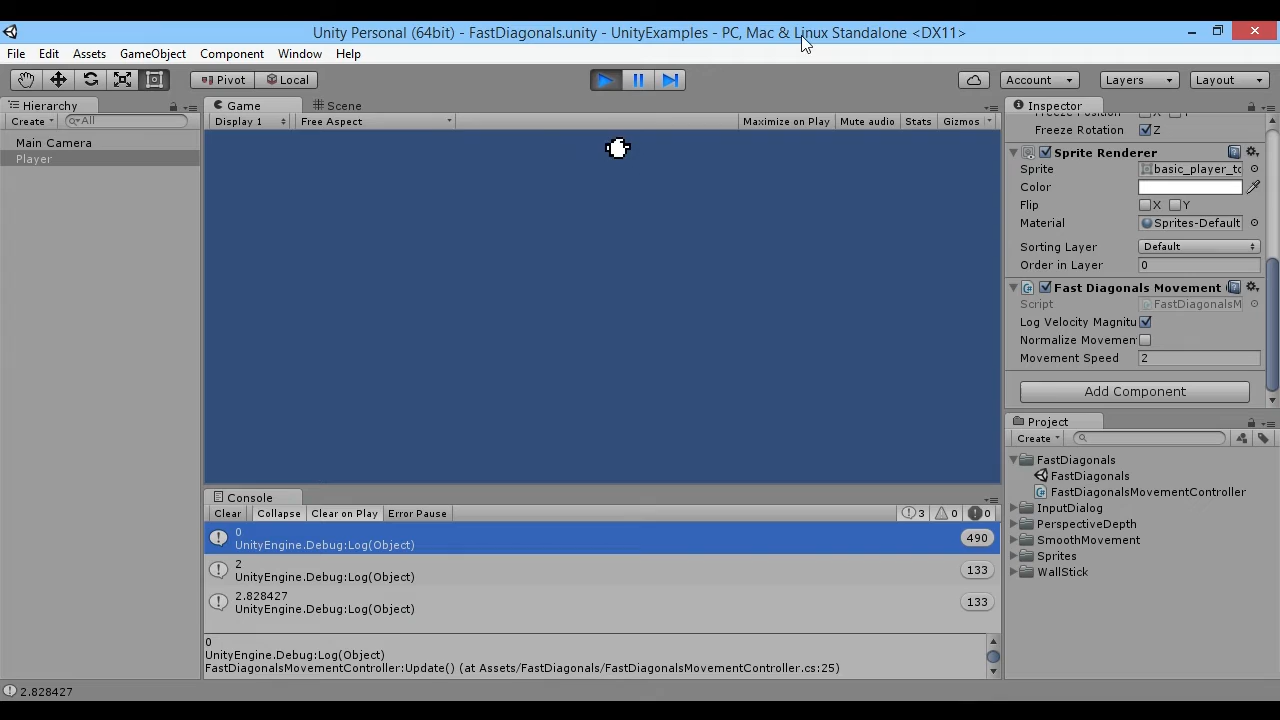 Unity Personal (64bit) - FastDiagonals.unity - UnityExamples - PC, Mac & Linux Standalone <DX11>
File Edit Assets GameObject Component Window Help
Pivot Local Account Layers Layout
Hierarchy
Create All
Main Camera
Player
Game Scene
Display 1 Free Aspect Maximize on Play Mute audio Stats Gizmos
Console
Clear Collapse Clear on Play Error Pause 3 0 0
0
UnityEngine.Debug:Log(Object)
490
2
UnityEngine.Debug:Log(Object)
133
2.828427
UnityEngine.Debug:Log(Object)
133
0
UnityEngine.Debug:Log(Object)
FastDiagonalsMovementController:Update() (at Assets/FastDiagonals/FastDiagonalsMovementController.cs:25)
2.828427
Inspector
Freeze Position X Y
Freeze Rotation Z
Sprite Renderer
Sprite basic_player_to
Color
Flip X Y
Material Sprites-Default
Sorting Layer Default
Order in Layer 0
Fast Diagonals Movement
Script FastDiagonalsM
Log Velocity Magnitu
Normalize Movemen
Movement Speed 2
Add Component
Project
Create
FastDiagonals
FastDiagonals
FastDiagonalsMovementController
InputDialog
PerspectiveDepth
SmoothMovement
Sprites
WallStick